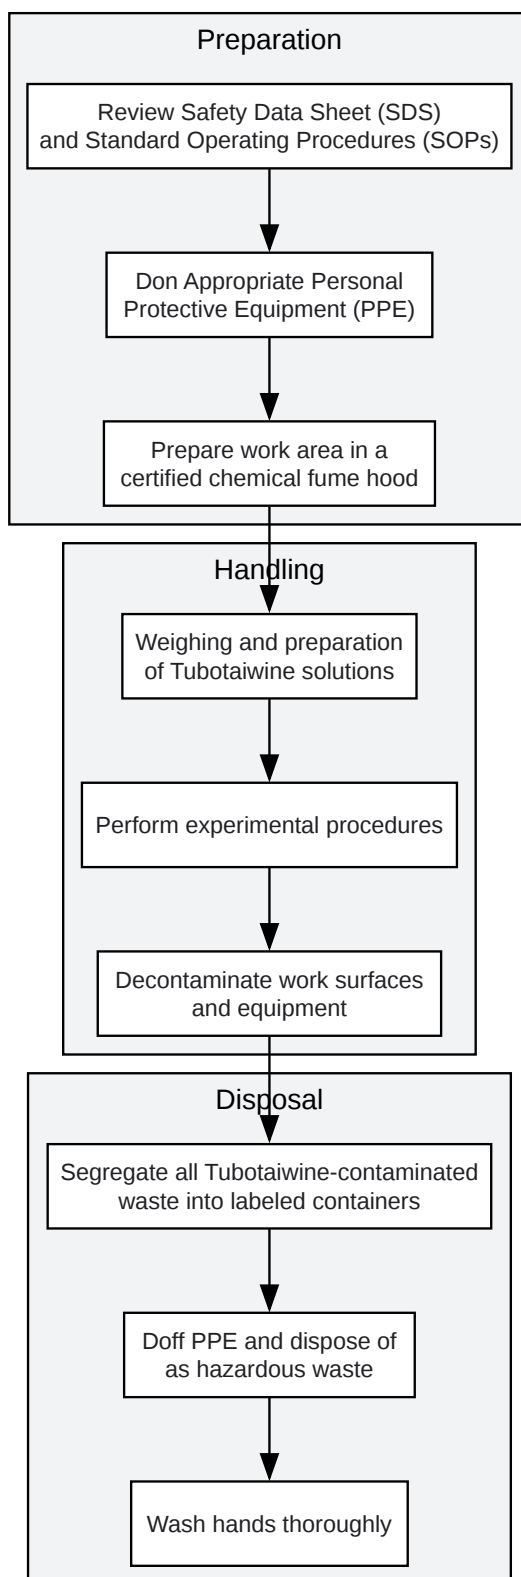 Preparation
Review Safety Data Sheet (SDS)
and Standard Operating Procedures (SOPs)
Don Appropriate Personal
Protective Equipment (PPE)
Prepare work area in a
certified chemical fume hood
Handling
Weighing and preparation
of Tubotaiwine solutions
Perform experimental procedures
Decontaminate work surfaces
and equipment
Disposal
Segregate all Tubotaiwine-contaminated
waste into labeled containers
Doff PPE and dispose of
as hazardous waste
Wash hands thoroughly